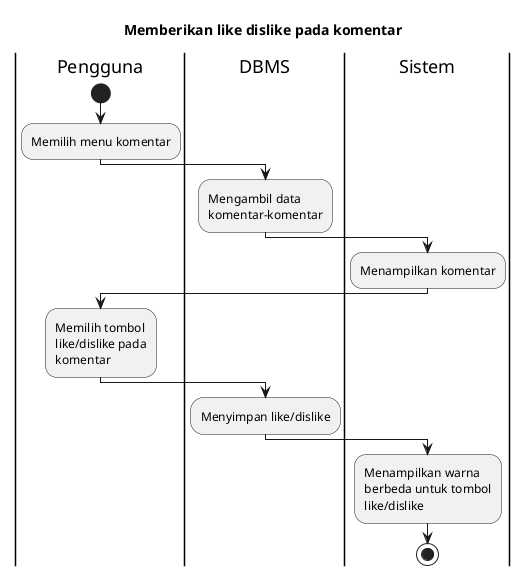 Memberikan like dislike pada komentar
Pengguna
DBMS
Sistem
Memilih menu komentar
Mengambil data
komentar-komentar
Menampilkan komentar
Memilih tombol
like/dislike pada
komentar
Menyimpan like/dislike
Menampilkan warna
berbeda untuk tombol
like/dislike